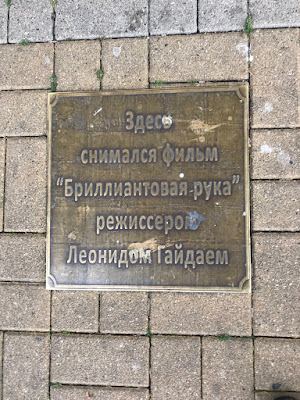 Здесь
снимался фильм
"Бриллиантовая рука"
режиссером
Леонидом Гайдаем